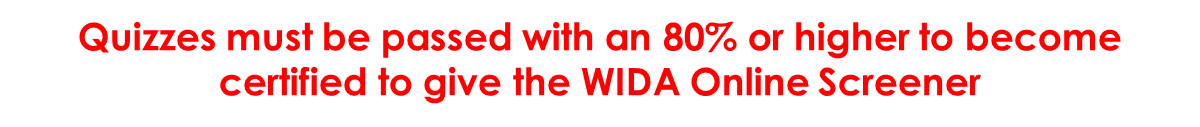 Quizzes must be passed with an 80% or higher to become
certified to give the WIDA Online Screener